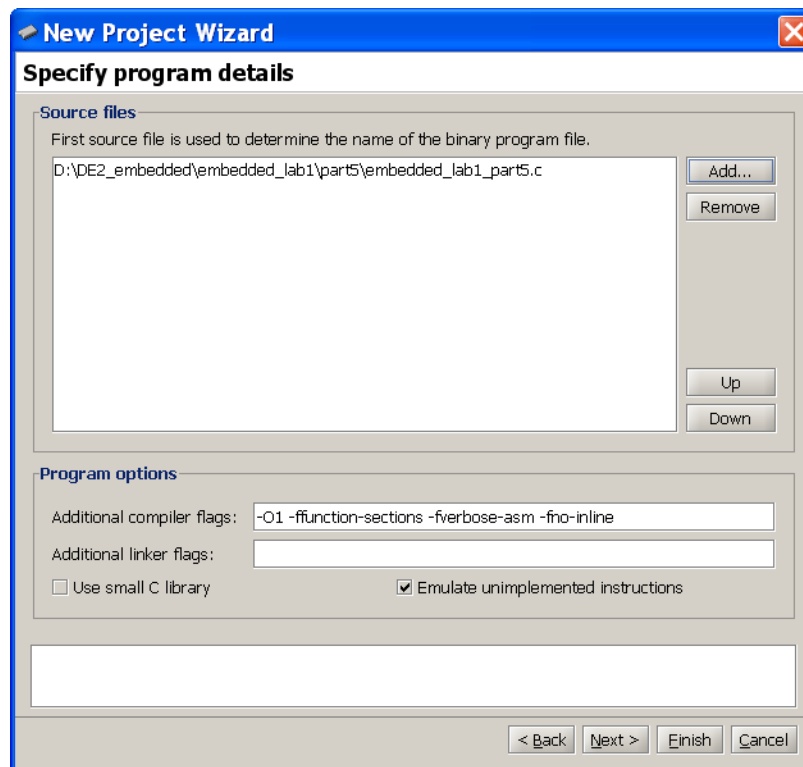 New Project Wizard
Specify program details
Source files
First source file is used to determine the name of the binary program file.
D:\DE2_embedded\embedded_lab1\part5\embedded_lab1_part5.c
Add...
Remove
Up
Down
Program options
Additional compiler flags: -O1 -ffunction-sections -fverbose-asm -fno-inline
Additional linker flags:
Use small C library Emulate unimplemented instructions
< Back Next > Finish Cancel